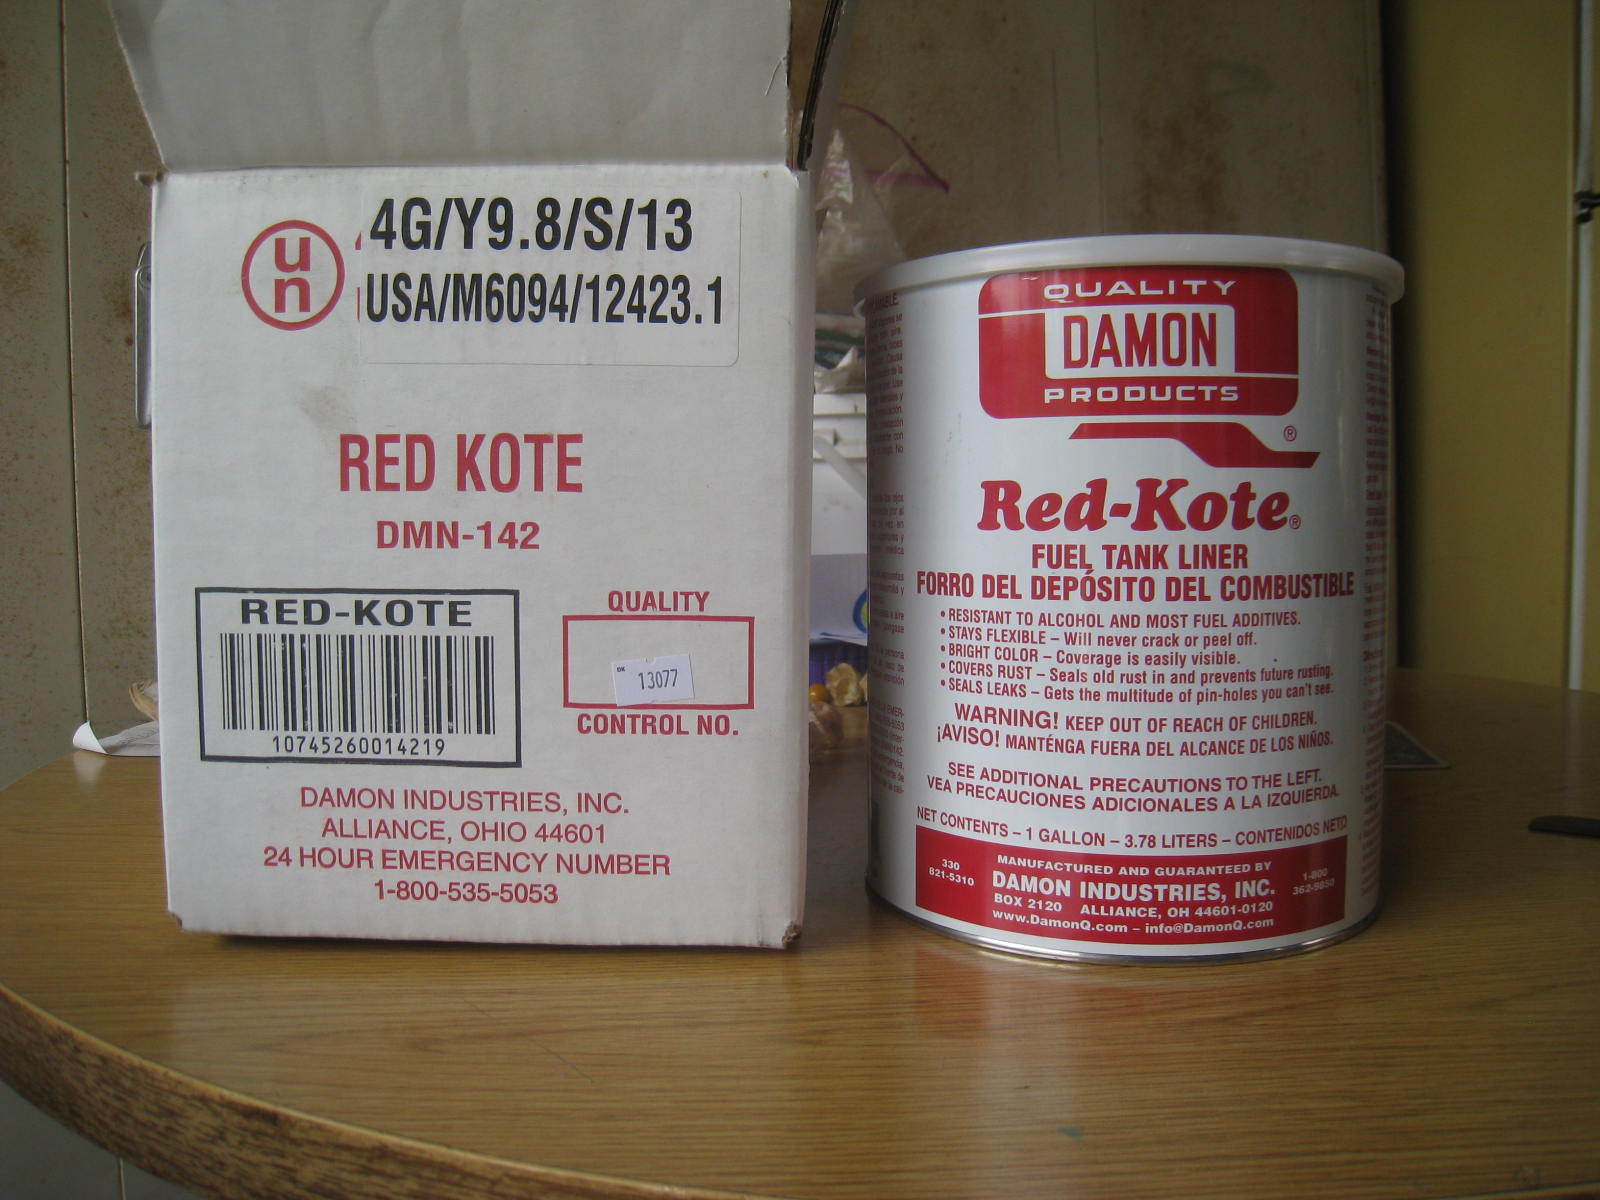 un
4G/Y9.8/S/13
USA/M6094/12423.1
RED KOTE
DMN-142
RED-KOTE
10745260014219
QUALITY
DK
13077
CONTROL NO.
DAMON INDUSTRIES, INC.
ALLIANCE, OHIO 44601
24 HOUR EMERGENCY NUMBER
1-800-535-5053
QUALITY
DAMON
PRODUCTS
®
Red-Kote®
FUEL TANK LINER
FORRO DEL DEPÓSITO DEL COMBUSTIBLE
• RESISTANT TO ALCOHOL AND MOST FUEL ADDITIVES.
• STAYS FLEXIBLE – Will never crack or peel off.
• BRIGHT COLOR – Coverage is easily visible.
• COVERS RUST – Seals old rust in and prevents future rusting.
• SEALS LEAKS – Gets the multitude of pin-holes you can't see.
WARNING! KEEP OUT OF REACH OF CHILDREN.
¡AVISO! MANTÉNGA FUERA DEL ALCANCE DE LOS NIÑOS.
SEE ADDITIONAL PRECAUTIONS TO THE LEFT.
VEA PRECAUCIONES ADICIONALES A LA IZQUIERDA.
NET CONTENTS – 1 GALLON – 3.78 LITERS – CONTENIDOS NETO
330
821-5310
MANUFACTURED AND GUARANTEED BY
DAMON INDUSTRIES, INC.
BOX 2120 ALLIANCE, OH 44601-0120
www.DamonQ.com – info@DamonQ.com
1-800
362-9850